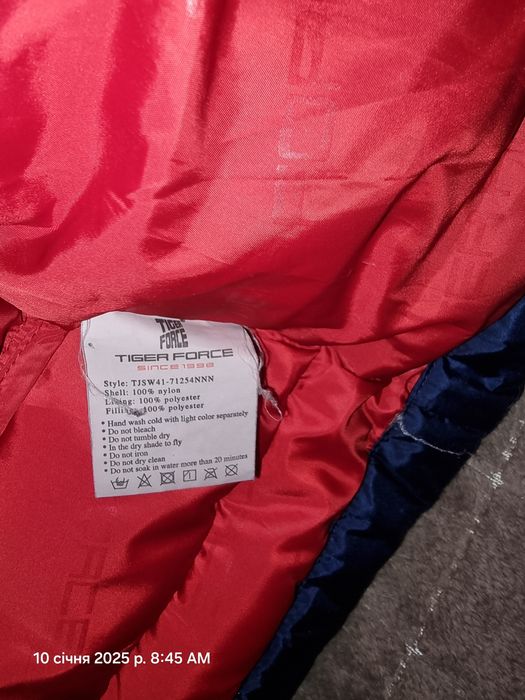 TIGER
FORCE
TIGER FORCE
SINCE 1998
Style: TJSW41-71254NNN
Shell: 100% nylon
Lining: 100% polyester
Filling: 100% polyester
• Hand wash cold with light color separately
• Do not bleach
• Do not tumble dry
• In the dry shade to fly
• Do not iron
• Do not dry clean
• Do not soak in water more than 20 minutes
10 січня 2025 р. 8:45 AM